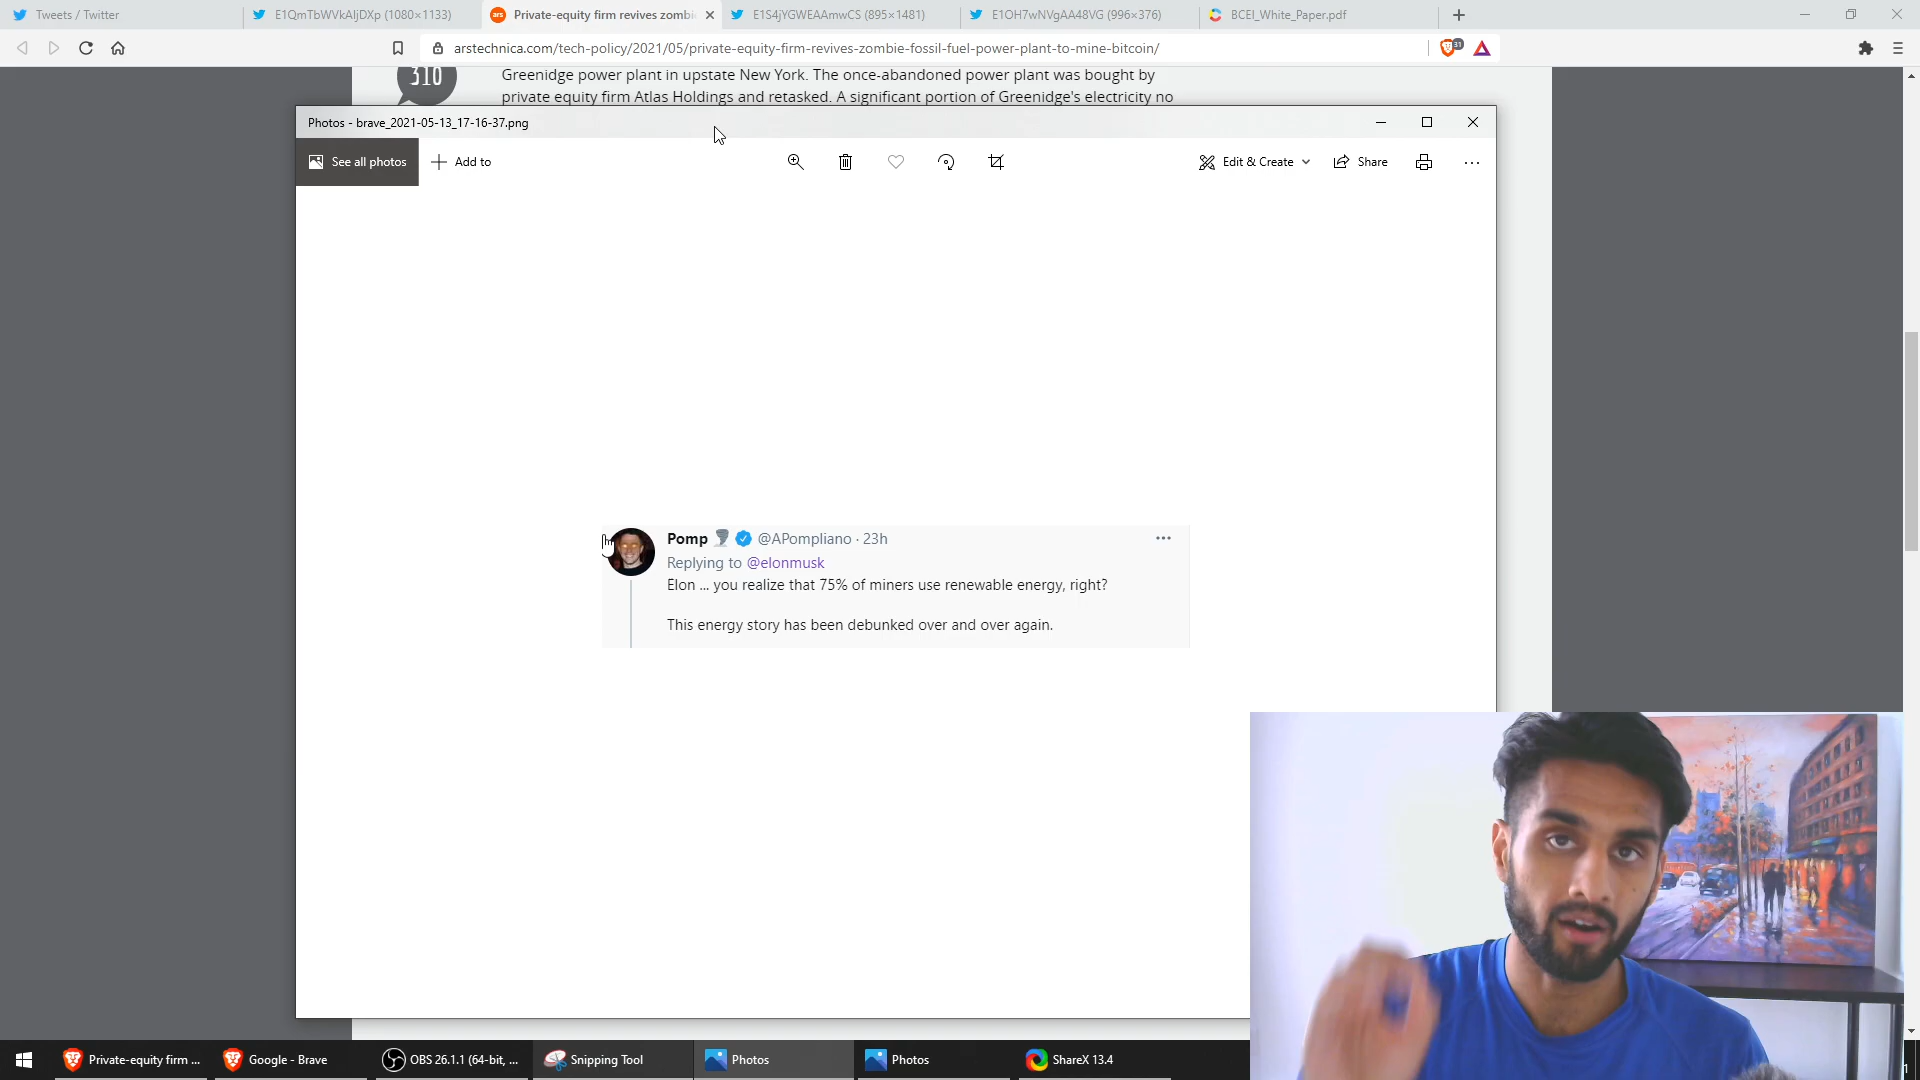 Tweets / Twitter
E1QmTbWVkAljDXp (1080×1133)
Private-equity firm revives zombi
E1S4jYGWEAAmwCS (895×1481)
E1OH7wNVgAA48VG (996×376)
BCEI_White_Paper.pdf
arstechnica.com/tech-policy/2021/05/private-equity-firm-revives-zombie-fossil-fuel-power-plant-to-mine-bitcoin/
31
310
Greenidge power plant in upstate New York. The once-abandoned power plant was bought by
private equity firm Atlas Holdings and retasked. A significant portion of Greenidge's electricity no
Photos - brave_2021-05-13_17-16-37.png
See all photos
Add to
Edit & Create
Share
Pomp @APompliano · 23h
Replying to @elonmusk
Elon ... you realize that 75% of miners use renewable energy, right?
This energy story has been debunked over and over again.
Private-equity firm ...
Google - Brave
OBS 26.1.1 (64-bit, ...
Snipping Tool
Photos
Photos
ShareX 13.4